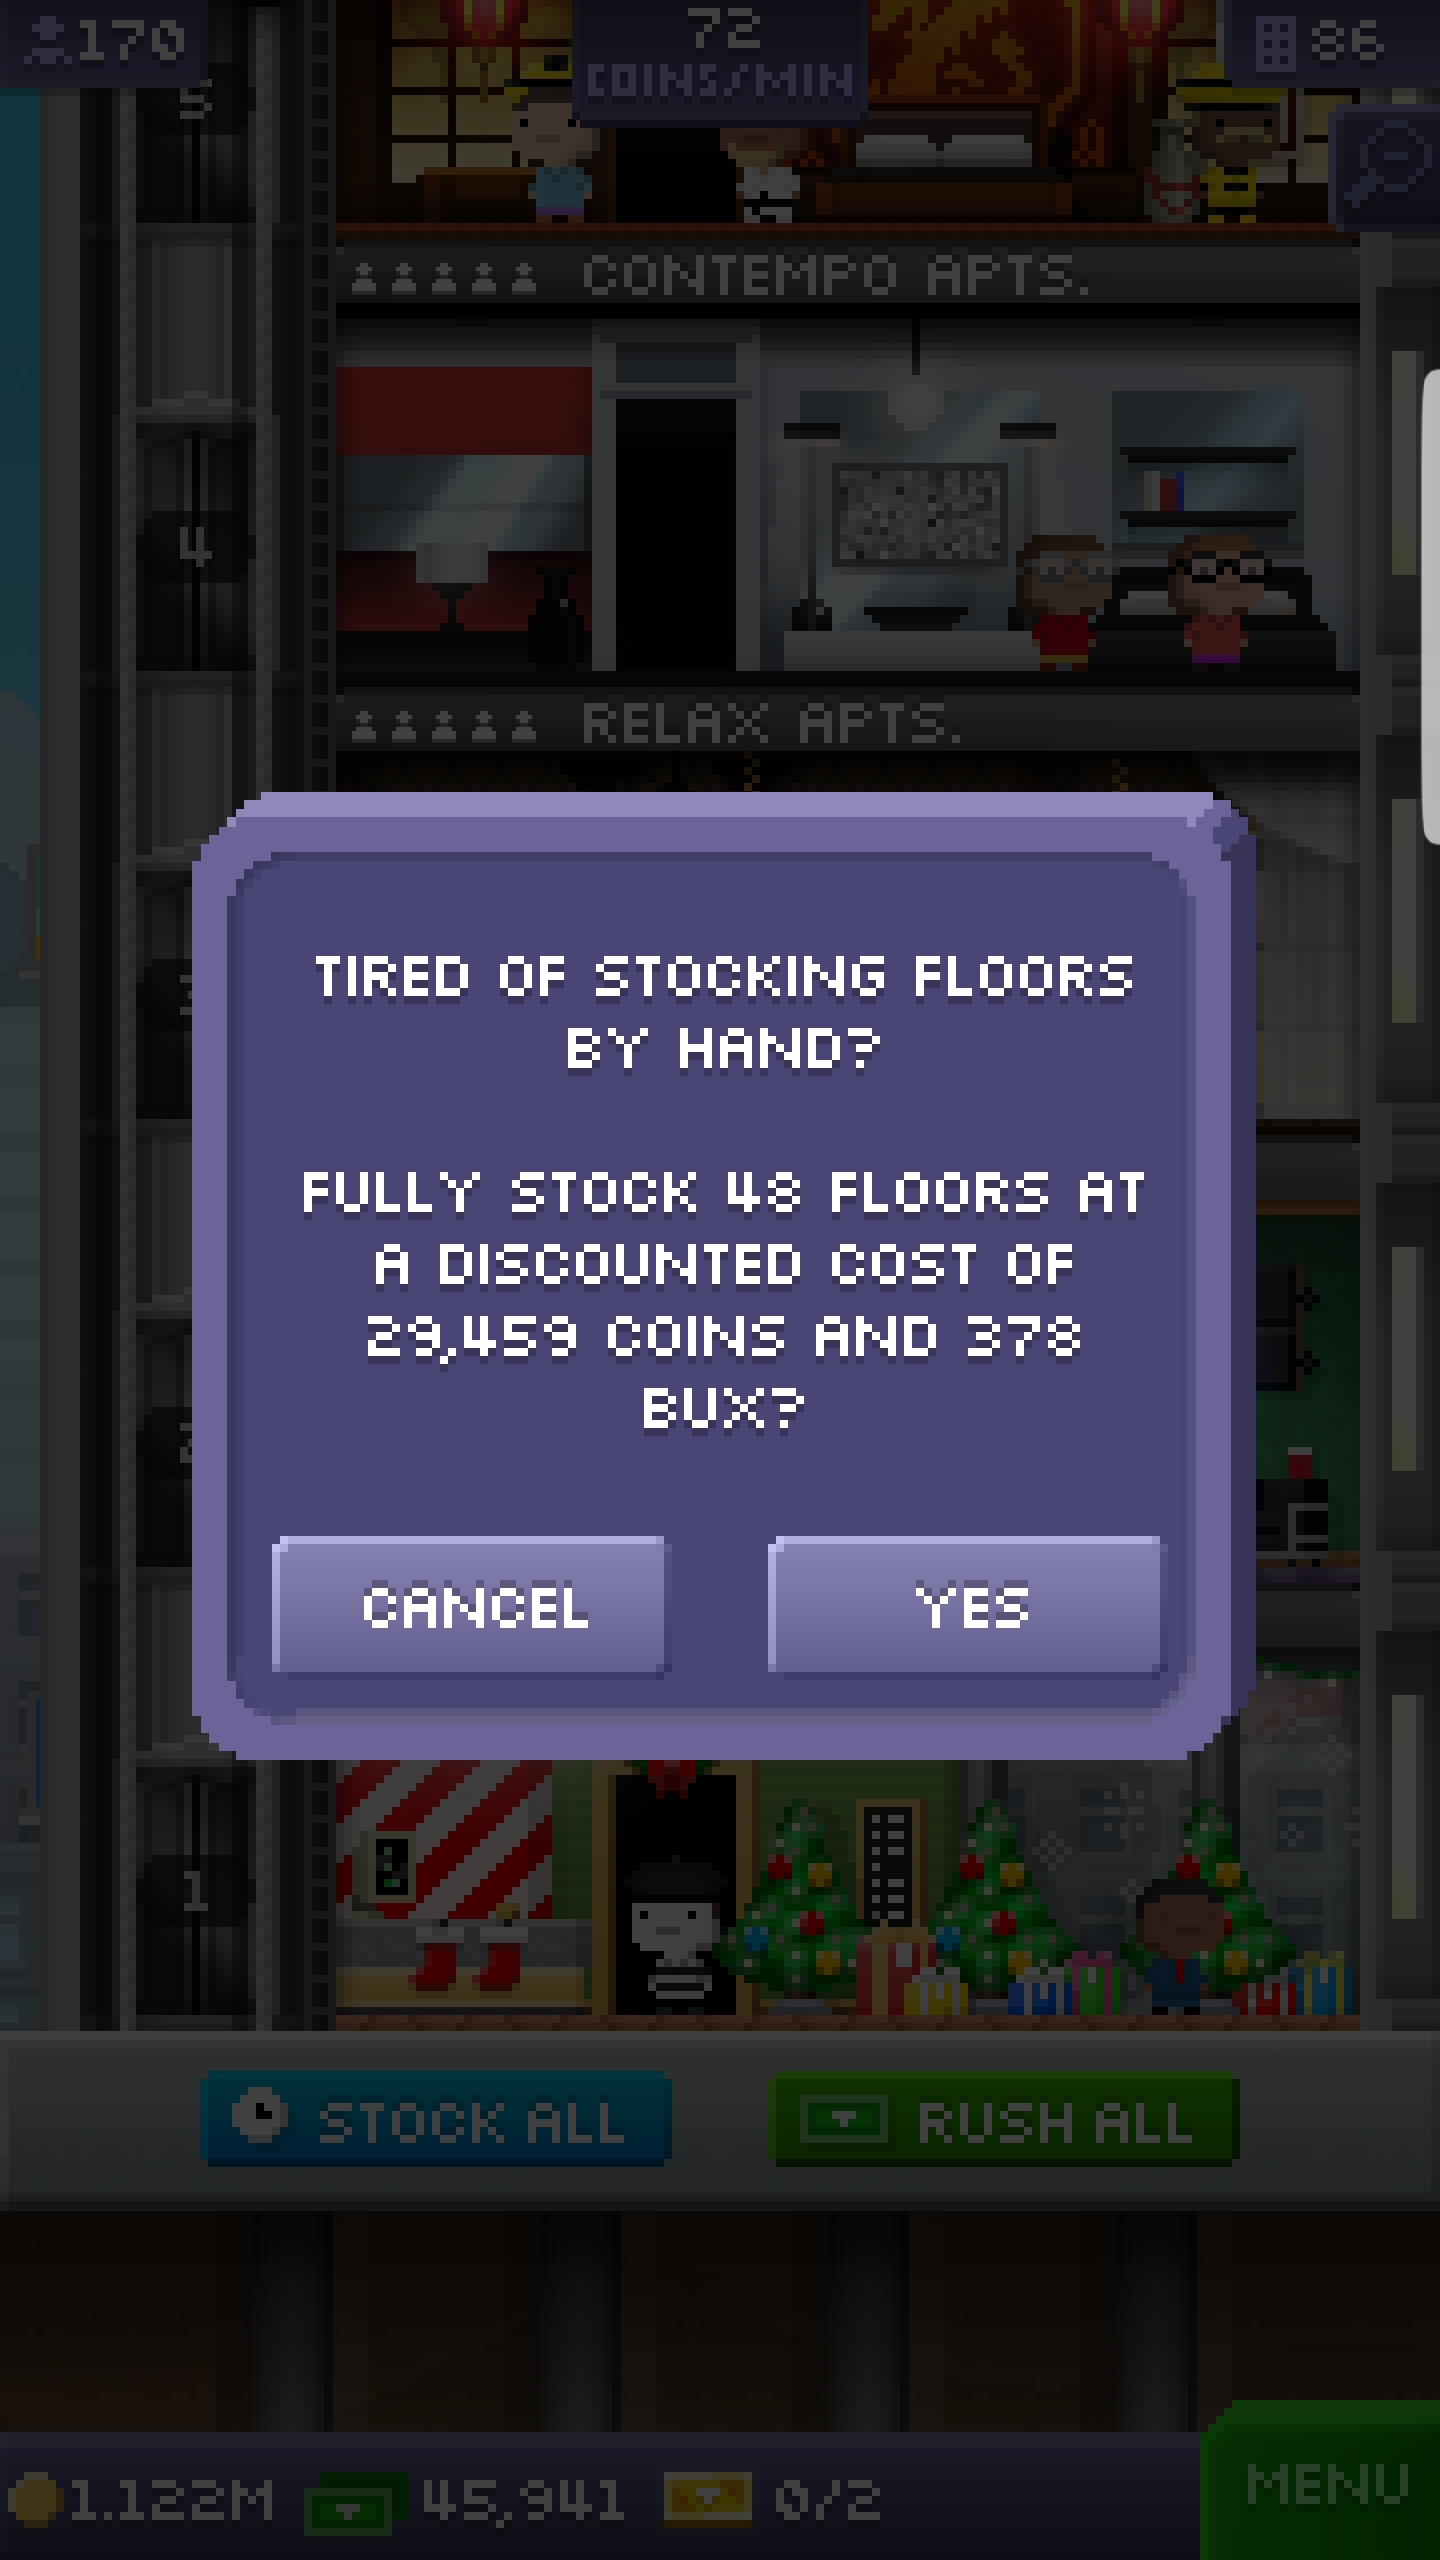 170
72
COINS/MIN
86
5
CONTEMPO APTS.
4
RELAX APTS.
TIRED OF STOCKING FLOORS
BY HAND?
FULLY STOCK 48 FLOORS AT
A DISCOUNTED COST OF
29,459 COINS AND 378
BUX?
CANCEL
YES
1
STOCK ALL
RUSH ALL
1.122M
45,941
0/2
MENU